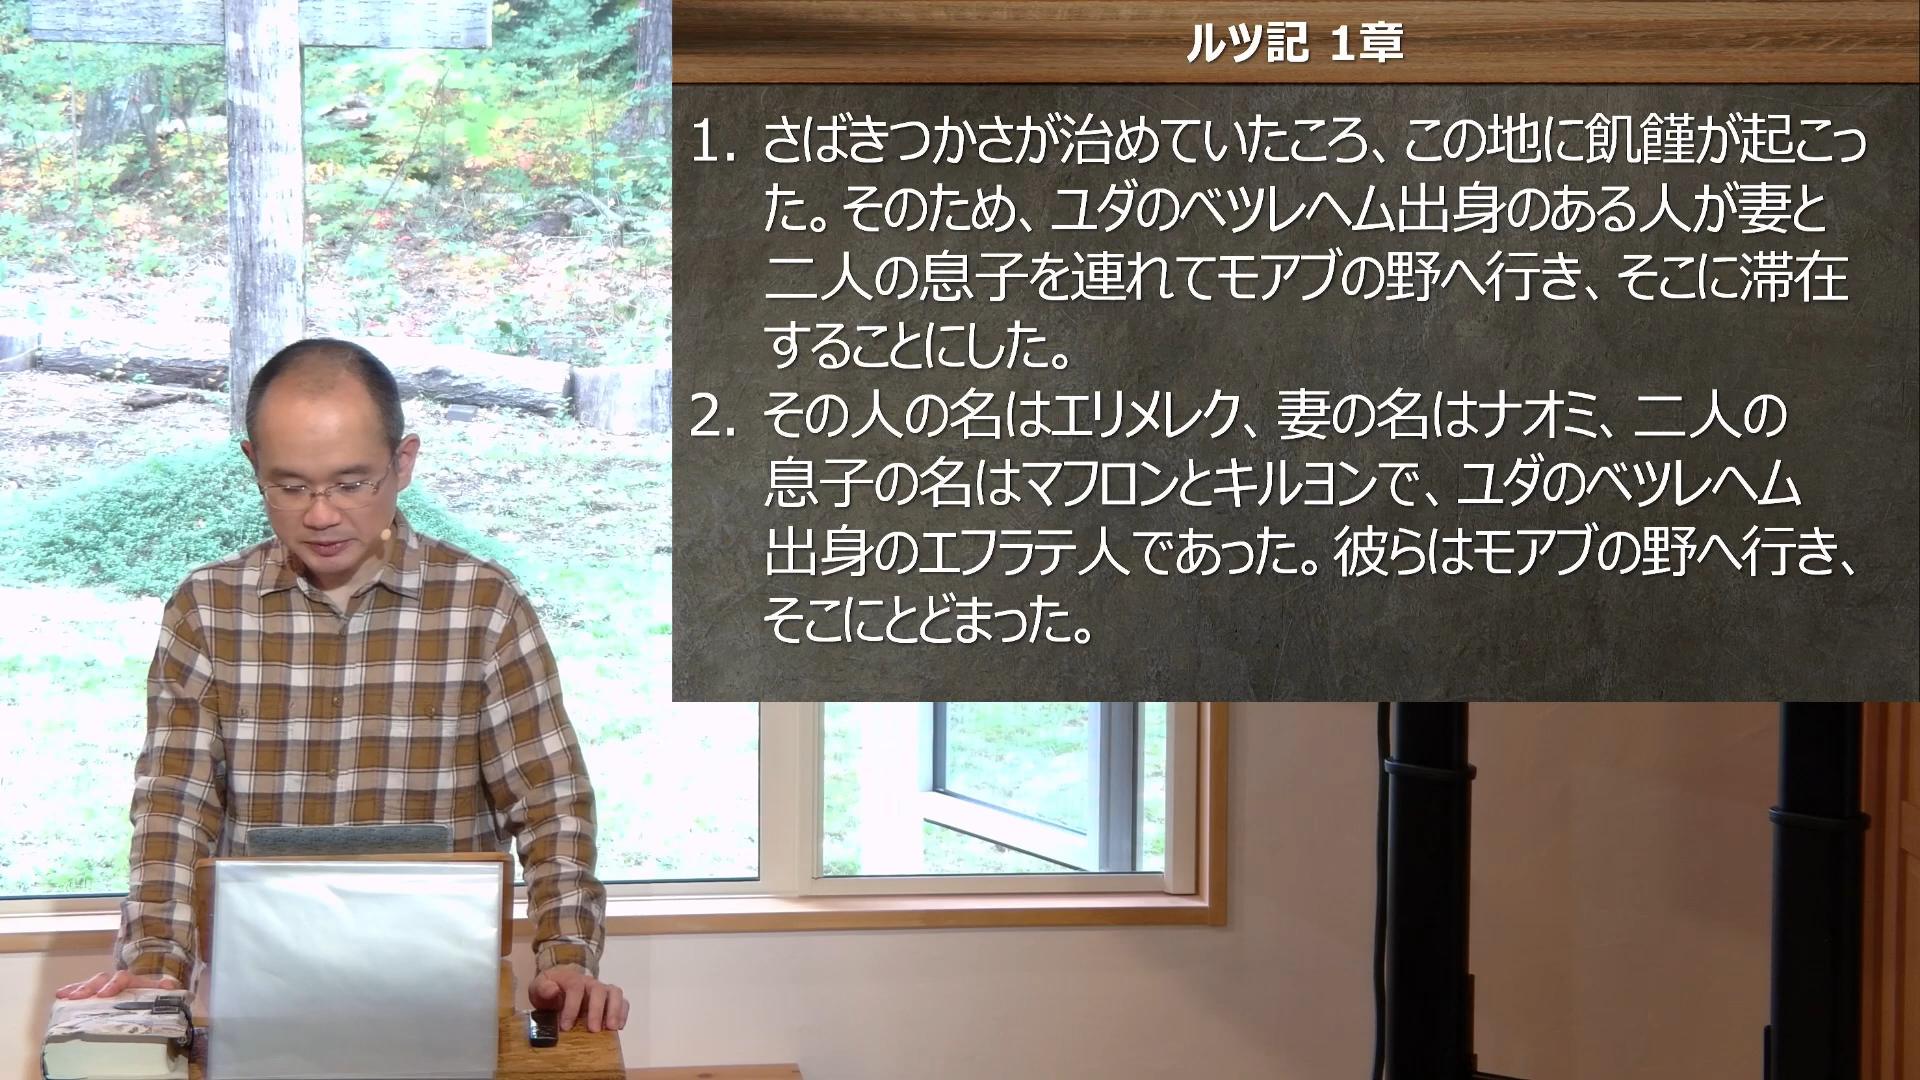 ルツ記 1章
1. さばきつかさが治めていたころ、この地に飢饉が起こっ
た。そのため、ユダのベツレヘム出身のある人が妻と
二人の息子を連れてモアブの野へ行き、そこに滞在
することにした。
2. その人の名はエリメレク、妻の名はナオミ、二人の
息子の名はマフロンとキルヨンで、ユダのベツレヘム
出身のエフラテ人であった。彼らはモアブの野へ行き、
そこにとどまった。